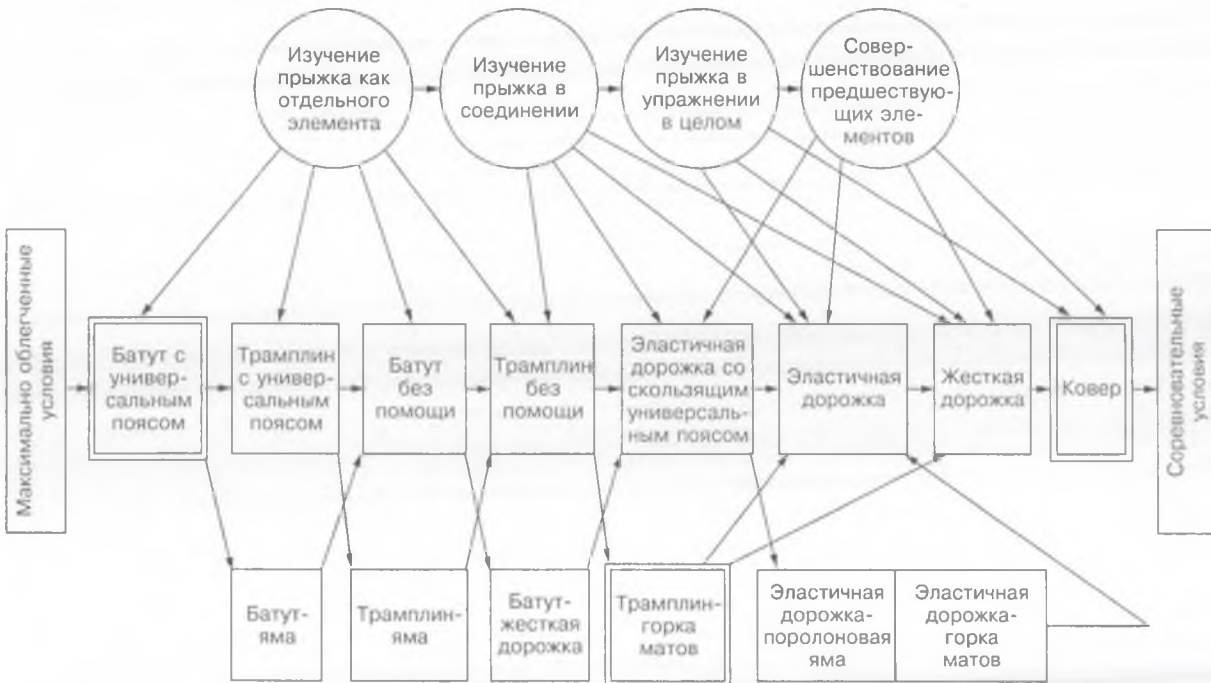 Изучение
прыжка как
отдельного
элемента
Изучение
прыжка в
соединении
Изучение
прыжка в
упражнении
в целом
Совер-
шенствование
предшествую-
щих эле-
ментов
Максимально облегченные
условия
Батут с
универ-
сальным
поясом
Трамплин
с универ-
сальным
поясом
Батут
без
помощи
Трамплин
без
помощи
Эластичная
дорожка со
скользящим
универсаль-
ным поясом
Эластичная
дорожка
Жесткая
дорожка
Ковер
Соревновательные
условия
Батут-
яма
Трамплин-
яма
Батут-
жесткая
дорожка
Трамплин-
горка
матов
Эластичная
дорожка-
поролоновая
яма
Эластичная
дорожка-
горка
матов